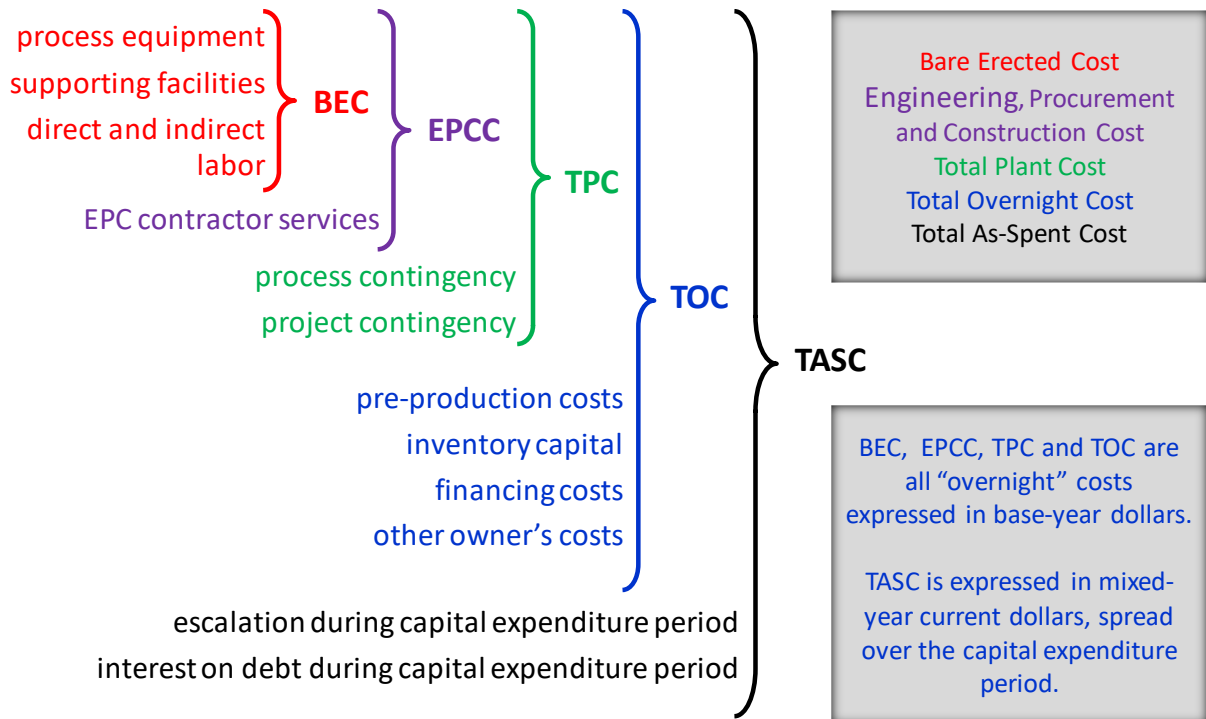 process equipment
supporting facilities
direct and indirect
labor
BEC
EPCC
EPC contractor services
TPC
process contingency
project contingency
TOC
TASC
pre-production costs
inventory capital
financing costs
other owner's costs
escalation during capital expenditure period
interest on debt during capital expenditure period
Bare Erected Cost
Engineering, Procurement
and Construction Cost
Total Plant Cost
Total Overnight Cost
Total As-Spent Cost
BEC, EPCC, TPC and TOC are
all “overnight” costs
expressed in base-year dollars.
TASC is expressed in mixed-
year current dollars, spread
over the capital expenditure
period.